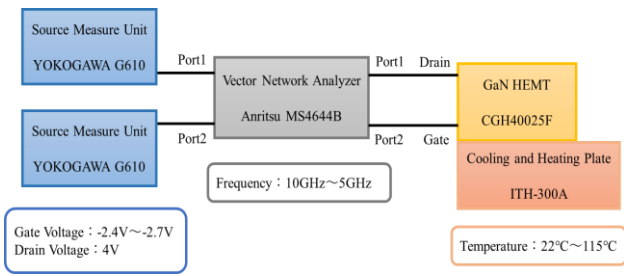 Source Measure Unit
YOKOGAWA G610
Port1
Vector Network Analyzer
Anritsu MS4644B
Port1
Drain
GaN HEMT
CGH40025F
Source Measure Unit
YOKOGAWA G610
Port2
Port2
Gate
Cooling and Heating Plate
ITH-300A
Frequency：10GHz～5GHz
Gate Voltage：-2.4V～-2.7V
Drain Voltage：4V
Temperature：22℃～115℃